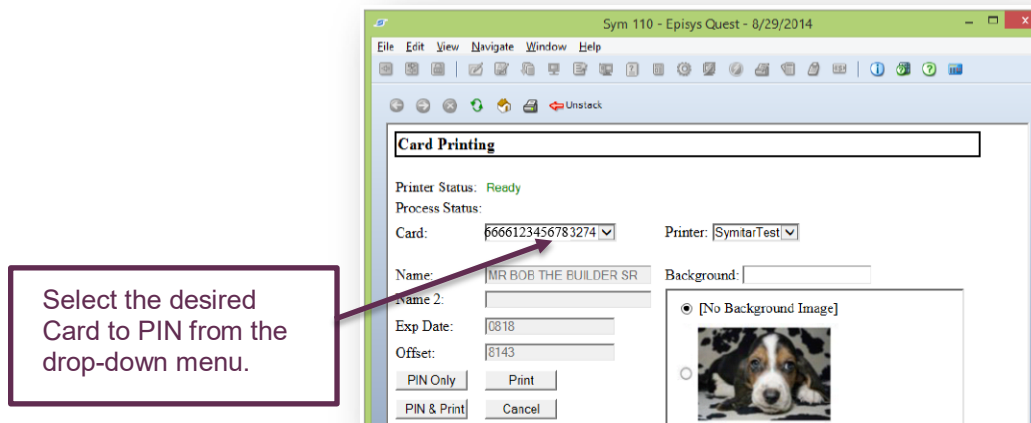 Sym 110 - Episys Quest - 8/29/2014
File Edit View Navigate Window Help
Unstack
Card Printing
Printer Status: Ready
Process Status:
Card: 6666123456783274 Printer: SymitarTest
Name: MR BOB THE BUILDER SR Background:
Name 2:
[No Background Image]
Exp Date: 0818
Offset: 8143
PIN Only Print
PIN & Print Cancel
Select the desired
Card to PIN from the
drop-down menu.